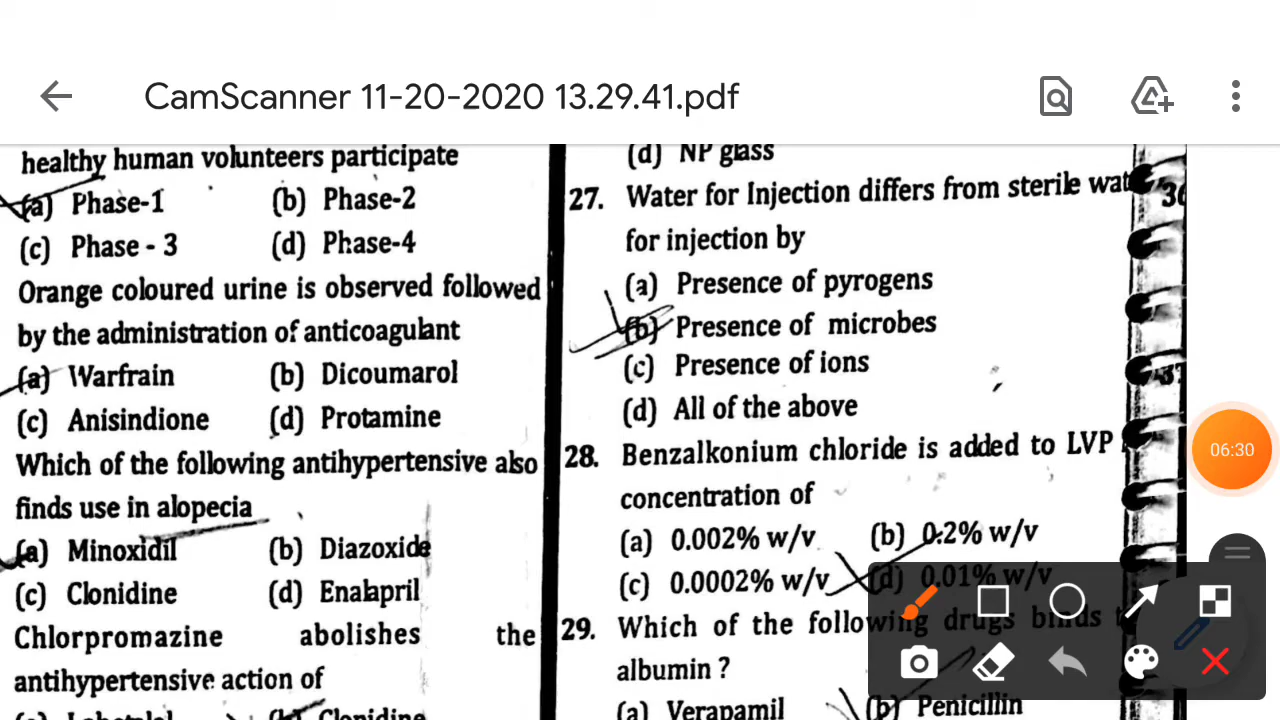 CamScanner 11-20-2020 13.29.41.pdf
healthy human volunteers participate
(a) Phase-1 (b) Phase-2
(c) Phase - 3 (d) Phase-4
Orange coloured urine is observed followed
by the administration of anticoagulant
(a) Warfrain (b) Dicoumarol
(c) Anisindione (d) Protamine
Which of the following antihypertensive also
finds use in alopecia
(a) Minoxidil (b) Diazoxide
(c) Clonidine (d) Enalapril
Chlorpromazine abolishes the
antihypertensive action of
(b) Clonidine
(d) NP glass
27. Water for Injection differs from sterile wat
for injection by
(a) Presence of pyrogens
(b) Presence of microbes
(c) Presence of ions
(d) All of the above
28. Benzalkonium chloride is added to LVP
concentration of
(a) 0.002% w/v (b) 0.2% w/v
(c) 0.0002% w/v (d) 0.01% w/v
29. Which of the following drugs binds
albumin ?
(a) Verapamil (b) Penicillin
06:30